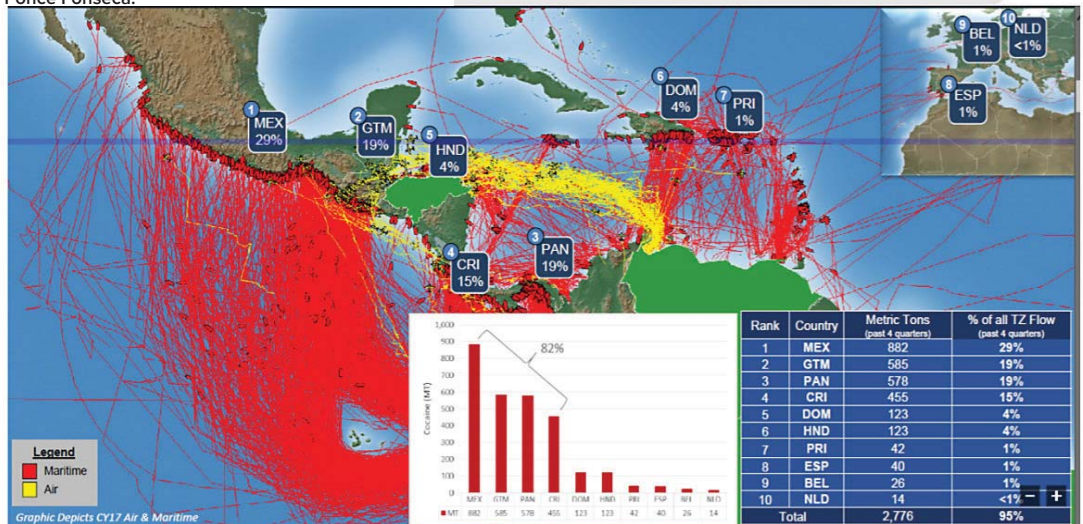 Ponce Fonseca.
1
MEX
29%
2
GTM
19%
5
HND
4%
6
DOM
4%
7
PRI
1%
9
BEL
1%
10
NLD
<1%
8
ESP
1%
4
CRI
15%
3
PAN
19%
Legend
Maritime
Air
Graphic Depicts CY17 Air & Maritime
Cocaine (MT)
1,000
900
800
700
600
500
400
300
200
100
0
82%
MEX GTM PAN CRI DOM HND PRI ESP BEL NLD
MT 882 585 578 455 123 123 42 40 26 14
Rank Country Metric Tons (past 4 quarters) % of all TZ Flow (past 4 quarters)
1 MEX 882 29%
2 GTM 585 19%
3 PAN 578 19%
4 CRI 455 15%
5 DOM 123 4%
6 HND 123 4%
7 PRI 42 1%
8 ESP 40 1%
9 BEL 26 1%
10 NLD 14 <1%
Total 2,776 95%
− +